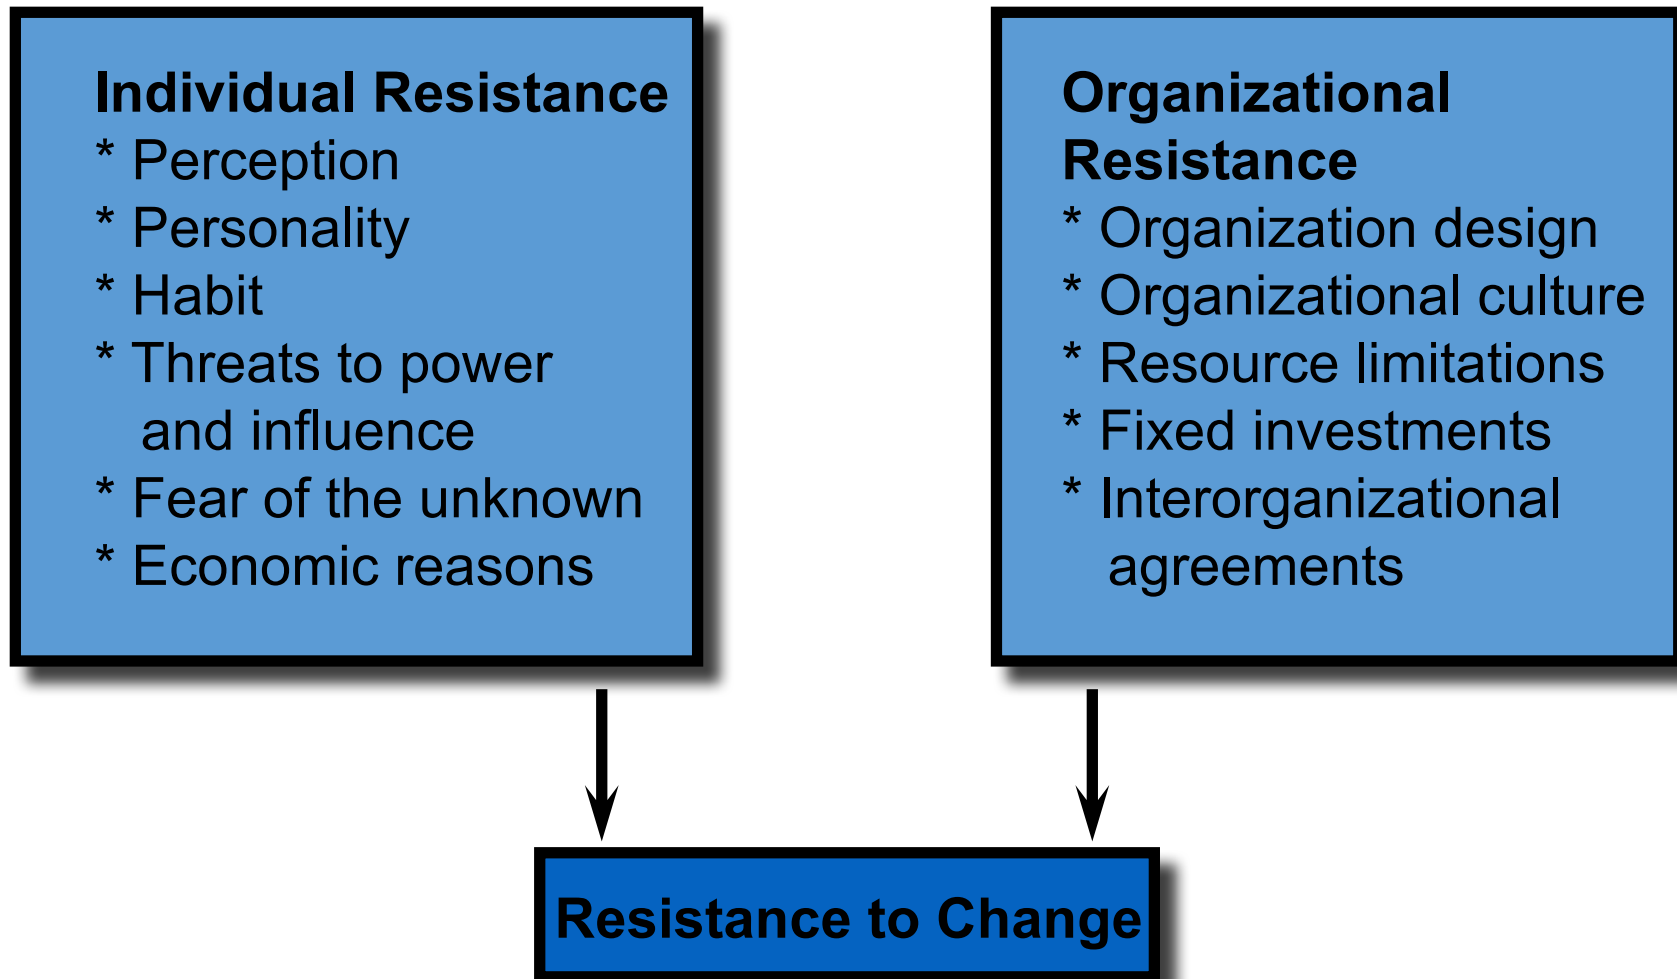 Individual Resistance
* Perception
* Personality
* Habit
* Threats to power
and influence
* Fear of the unknown
* Economic reasons
Organizational
Resistance
* Organization design
* Organizational culture
* Resource limitations
* Fixed investments
* Interorganizational
agreements
Resistance to Change